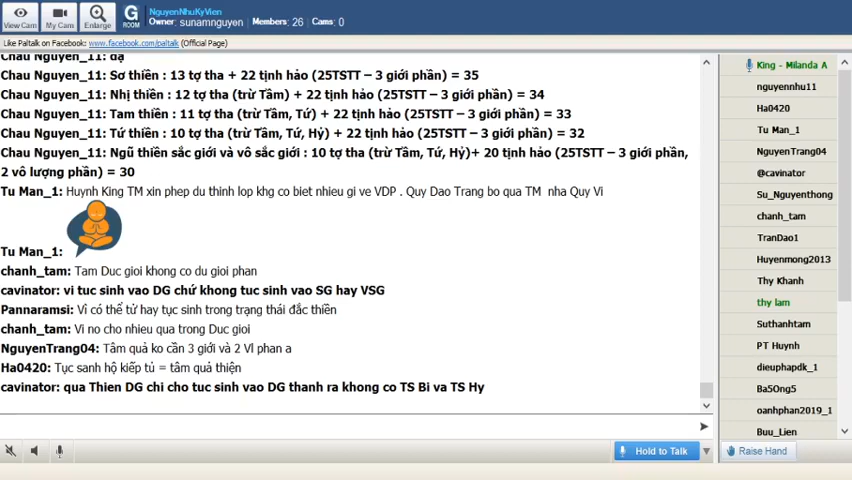 View Cam
My Cam
Enlarge
G
ROOM
NguyenNhuKyVien
Owner: sunamnguyen Members: 26 Cams: 0
Like Paltalk on Facebook: www.facebook.com/paltalk (Official Page)
Chau Nguyen_11: dạ
Chau Nguyen_11: Sơ thiền : 13 tợ tha + 22 tịnh hảo (25TSTT – 3 giới phần) = 35
Chau Nguyen_11: Nhị thiền : 12 tợ tha (trừ Tầm) + 22 tịnh hảo (25TSTT – 3 giới phần) = 34
Chau Nguyen_11: Tam thiền : 11 tợ tha (trừ Tầm, Tứ) + 22 tịnh hảo (25TSTT – 3 giới phần) = 33
Chau Nguyen_11: Tứ thiền : 10 tợ tha (trừ Tầm, Tứ, Hỷ) + 22 tịnh hảo (25TSTT – 3 giới phần) = 32
Chau Nguyen_11: Ngũ thiền sắc giới và vô sắc giới : 10 tợ tha (trừ Tầm, Tứ, Hỷ)+ 20 tịnh hảo (25TSTT – 3 giới phần,
2 vô lượng phần) = 30
Tu Man_1: Huynh King TM xin phep du thinh lop khg co biet nhieu gi ve VDP . Quy Dao Trang bo qua TM nha Quy Vi
Tu Man_1:
chanh_tam: Tam Duc gioi khong co du gioi phan
cavinator: vi tuc sinh vao DG chứ khong tuc sinh vao SG hay VSG
Pannaramsi: Vì có thể tử hay tục sinh trong trạng thái đắc thiền
chanh_tam: Vi no cho nhieu qua trong Duc gioi
NguyenTrang04: Tâm quả ko cần 3 giới và 2 Vl phan a
Ha0420: Tục sanh hộ kiếp tủ = tâm quả thiện
cavinator: qua Thien DG chi cho tuc sinh vao DG thanh ra khong co TS Bi va TS Hy
Hold to Talk
King - Milanda A
nguyennhu11
Ha0420
Tu Man_1
NguyenTrang04
@cavinator
Su_Nguyenthong
chanh_tam
TranDao1
Huyenmong2013
Thy Khanh
thy lam
Suthanhtam
PT Huynh
dieuphapdk_1
Ba5Ong5
oanhphan2019_1
Buu_Lien
Raise Hand